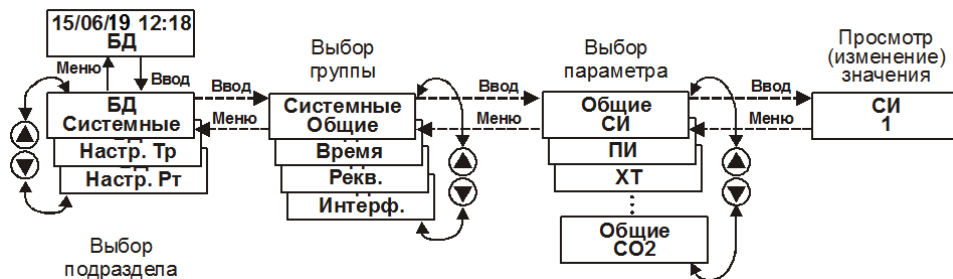 15/06/19 12:18
БД
Меню
Ввод
БД
Системные
Настр. Тр
Настр. Рт
Выбор
подраздела
Выбор
группы
Ввод
Меню
Системные
Общие
Время
Рекв.
Интерф.
Выбор
параметра
Ввод
Меню
Общие
СИ
ПИ
ХТ
Общие
СО2
Просмотр
(изменение)
значения
Ввод
Меню
СИ
1